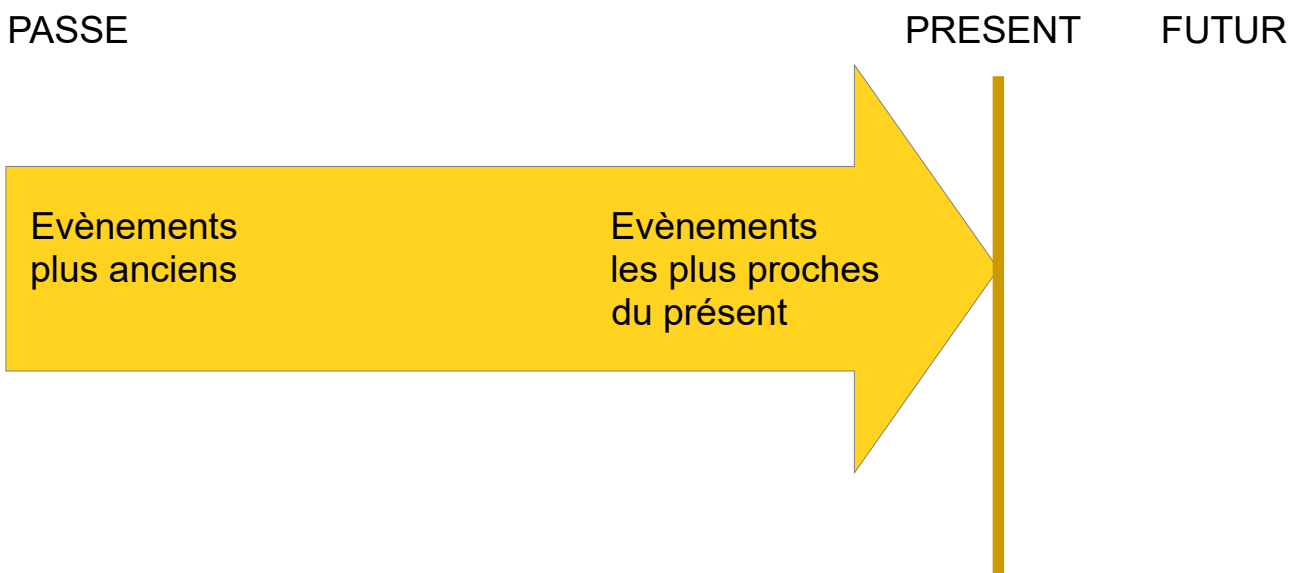 PASSE PRESENT FUTUR
Evènements
plus anciens
Evènements
les plus proches
du présent